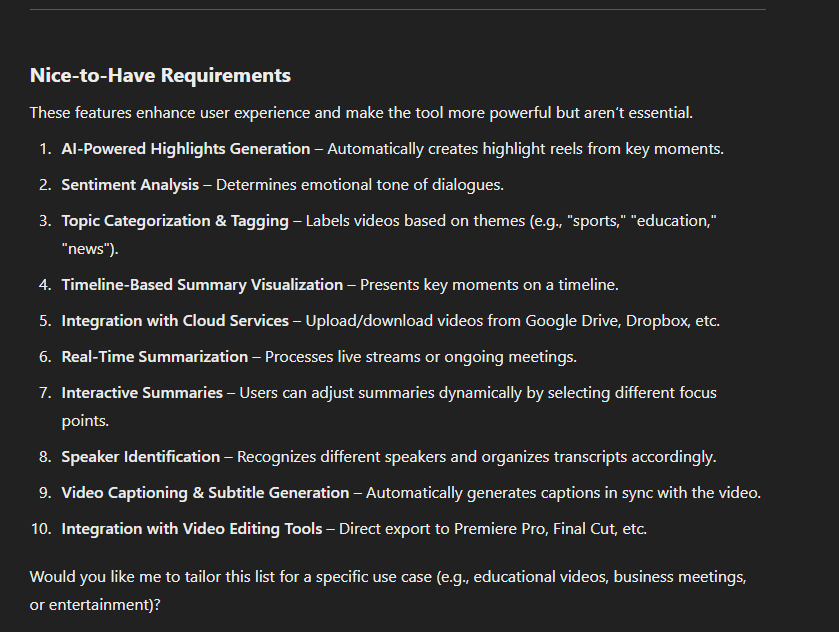 Nice-to-Have Requirements
These features enhance user experience and make the tool more powerful but aren’t essential.
1. AI-Powered Highlights Generation – Automatically creates highlight reels from key moments.
2. Sentiment Analysis – Determines emotional tone of dialogues.
3. Topic Categorization & Tagging – Labels videos based on themes (e.g., "sports," "education,"
"news").
4. Timeline-Based Summary Visualization – Presents key moments on a timeline.
5. Integration with Cloud Services – Upload/download videos from Google Drive, Dropbox, etc.
6. Real-Time Summarization – Processes live streams or ongoing meetings.
7. Interactive Summaries – Users can adjust summaries dynamically by selecting different focus
points.
8. Speaker Identification – Recognizes different speakers and organizes transcripts accordingly.
9. Video Captioning & Subtitle Generation – Automatically generates captions in sync with the video.
10. Integration with Video Editing Tools – Direct export to Premiere Pro, Final Cut, etc.
Would you like me to tailor this list for a specific use case (e.g., educational videos, business meetings,
or entertainment)?